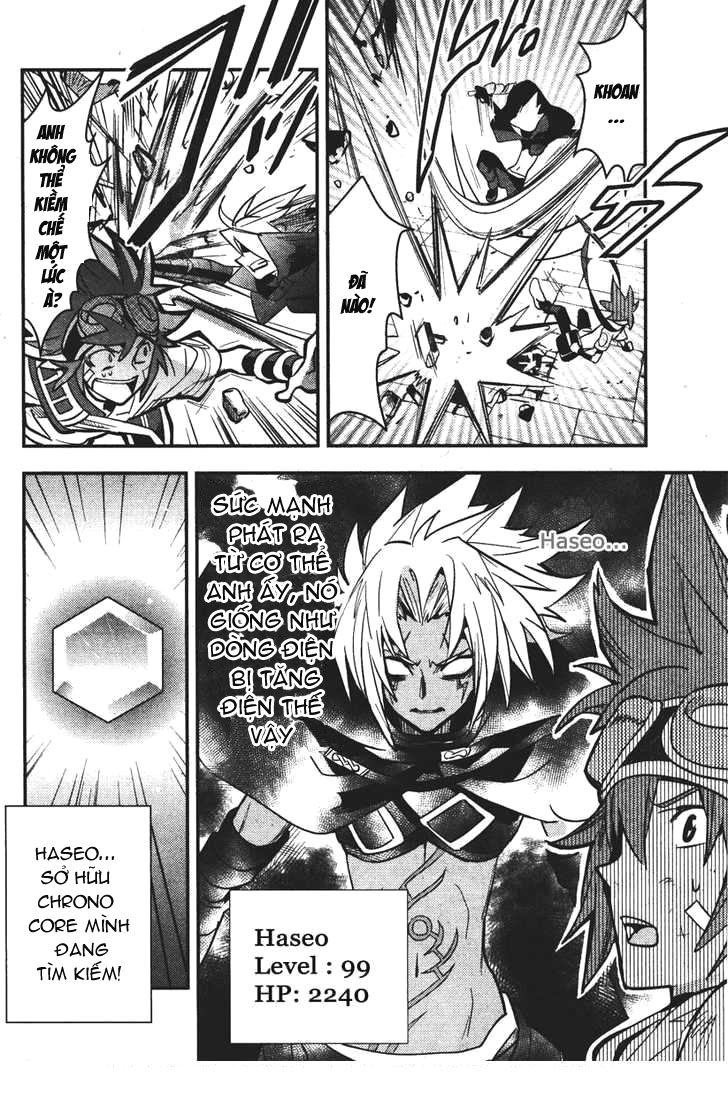 KHOAN
...
ĐÃ
NÀO!
ANH
KHÔNG
THỂ
KIỀM
CHẾ
MỘT
LÚC
À?
Haseo...
SỨC MẠNH
PHÁT RA
TỪ CƠ THỂ
ANH ẤY, NÓ
GIỐNG NHƯ
DÒNG ĐIỆN
BỊ TĂNG
ĐIỆN THẾ
VẬY
Haseo
Level : 99
HP: 2240
HASEO...
SỞ HỮU
CHRONO
CORE MÌNH
ĐANG
TÌM KIẾM!